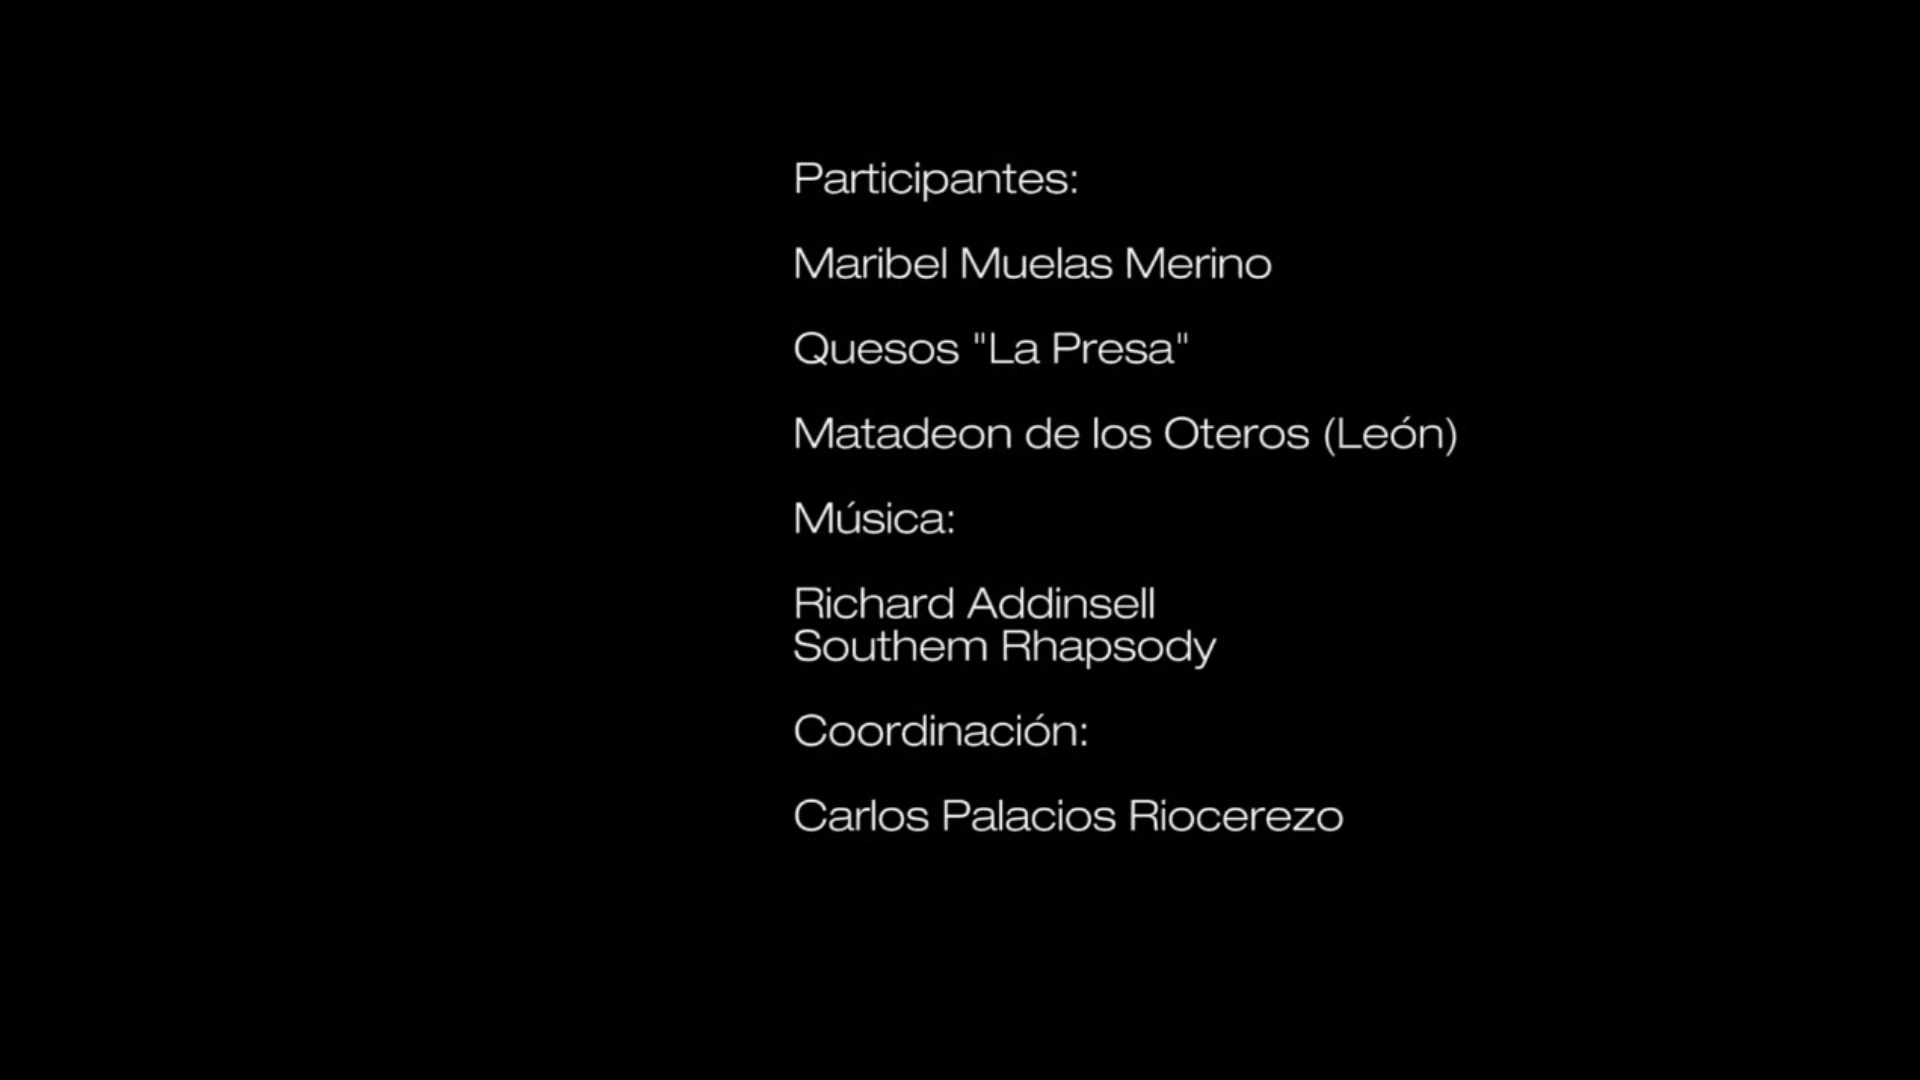 Participantes:
Maribel Muelas Merino
Quesos "La Presa"
Matadeon de los Oteros (León)
Música:
Richard Addinsell
Southem Rhapsody
Coordinación:
Carlos Palacios Riocerezo